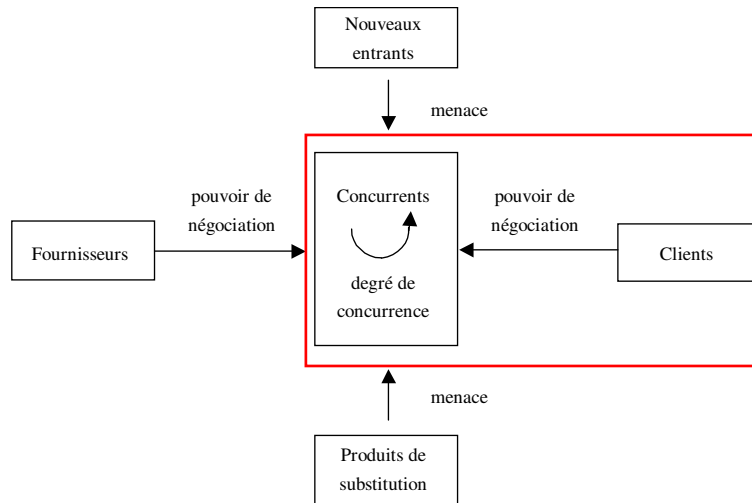 Nouveaux
entrants
menace
pouvoir de
négociation
Fournisseurs
Concurrents
degré de
concurrence
pouvoir de
négociation
Clients
menace
Produits de
substitution